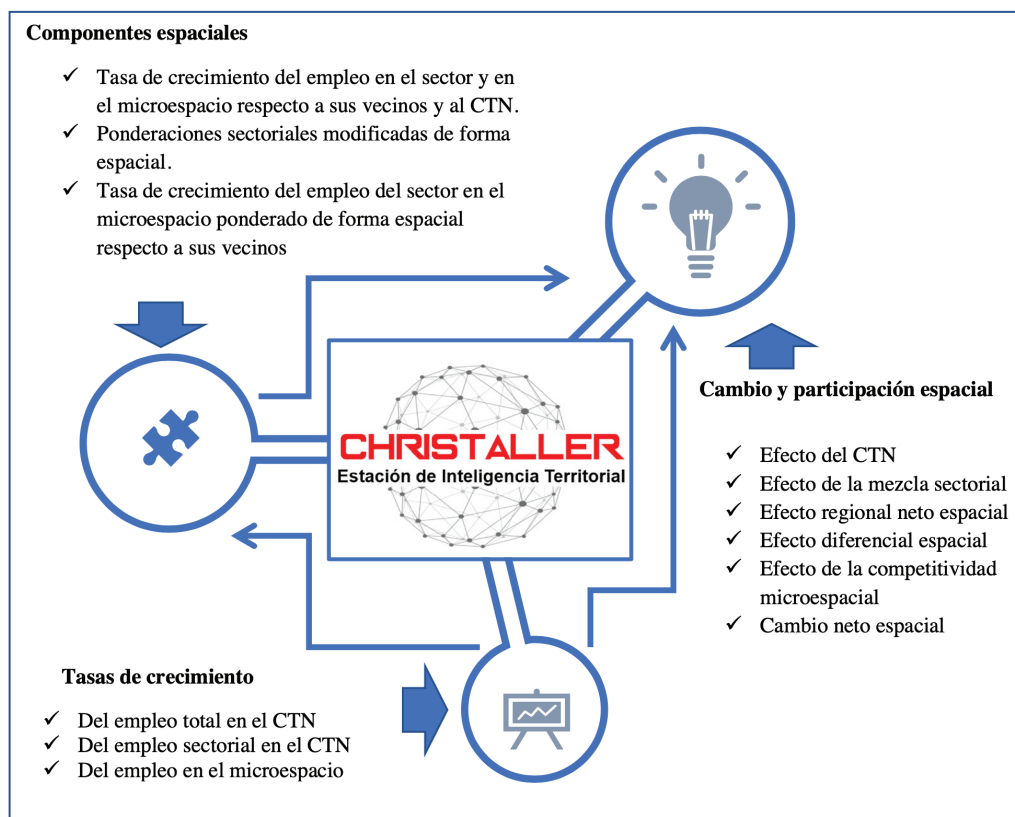 Componentes espaciales
✓ Tasa de crecimiento del empleo en el sector y en
el microespacio respecto a sus vecinos y al CTN.
✓ Ponderaciones sectoriales modificadas de forma
espacial.
✓ Tasa de crecimiento del empleo del sector en el
microespacio ponderado de forma espacial
respecto a sus vecinos
CHRISTALLER
Estación de Inteligencia Territorial
Cambio y participación espacial
✓ Efecto del CTN
✓ Efecto de la mezcla sectorial
✓ Efecto regional neto espacial
✓ Efecto diferencial espacial
✓ Efecto de la competitividad
microespacial
✓ Cambio neto espacial
Tasas de crecimiento
✓ Del empleo total en el CTN
✓ Del empleo sectorial en el CTN
✓ Del empleo en el microespacio